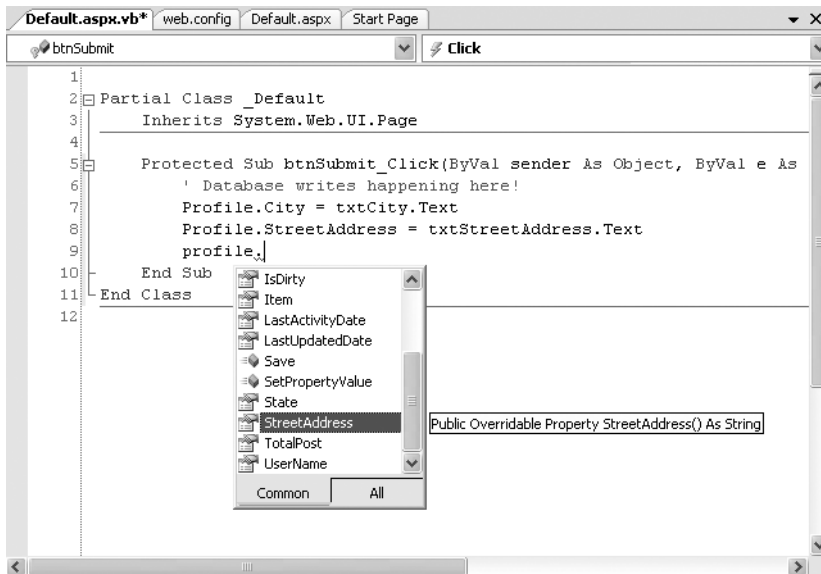 Default.aspx.vb* web.config Default.aspx Start Page
btnSubmit Click
1
2 Partial Class _Default
3 Inherits System.Web.UI.Page
4
5 Protected Sub btnSubmit_Click(ByVal sender As Object, ByVal e As
6 ' Database writes happening here!
7 Profile.City = txtCity.Text
8 Profile.StreetAddress = txtStreetAddress.Text
9 profile.
10 End Sub
11 End Class
12
IsDirty
Item
LastActivityDate
LastUpdatedDate
Save
SetPropertyValue
State
StreetAddress
Public Overridable Property StreetAddress() As String
TotalPost
UserName
Common All